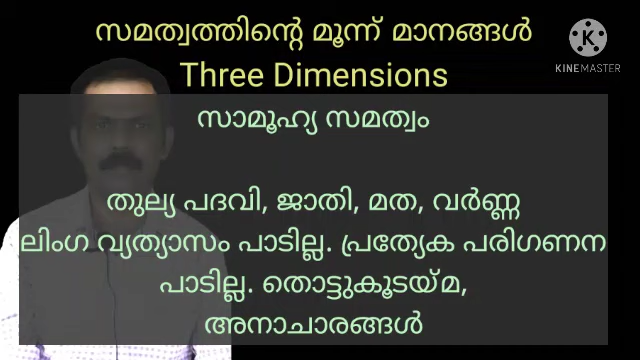 സമത്വത്തിന്റെ മൂന്ന് മാനങ്ങൾ
Three Dimensions
KINEMASTER
സാമൂഹ്യ സമത്വം
തുല്യ പദവി, ജാതി, മത, വർണ്ണ
ലിംഗ വ്യത്യാസം പാടില്ല. പ്രത്യേക പരിഗണന
പാടില്ല. തൊട്ടുകൂടയ്മ,
അനാചാരങ്ങൾ